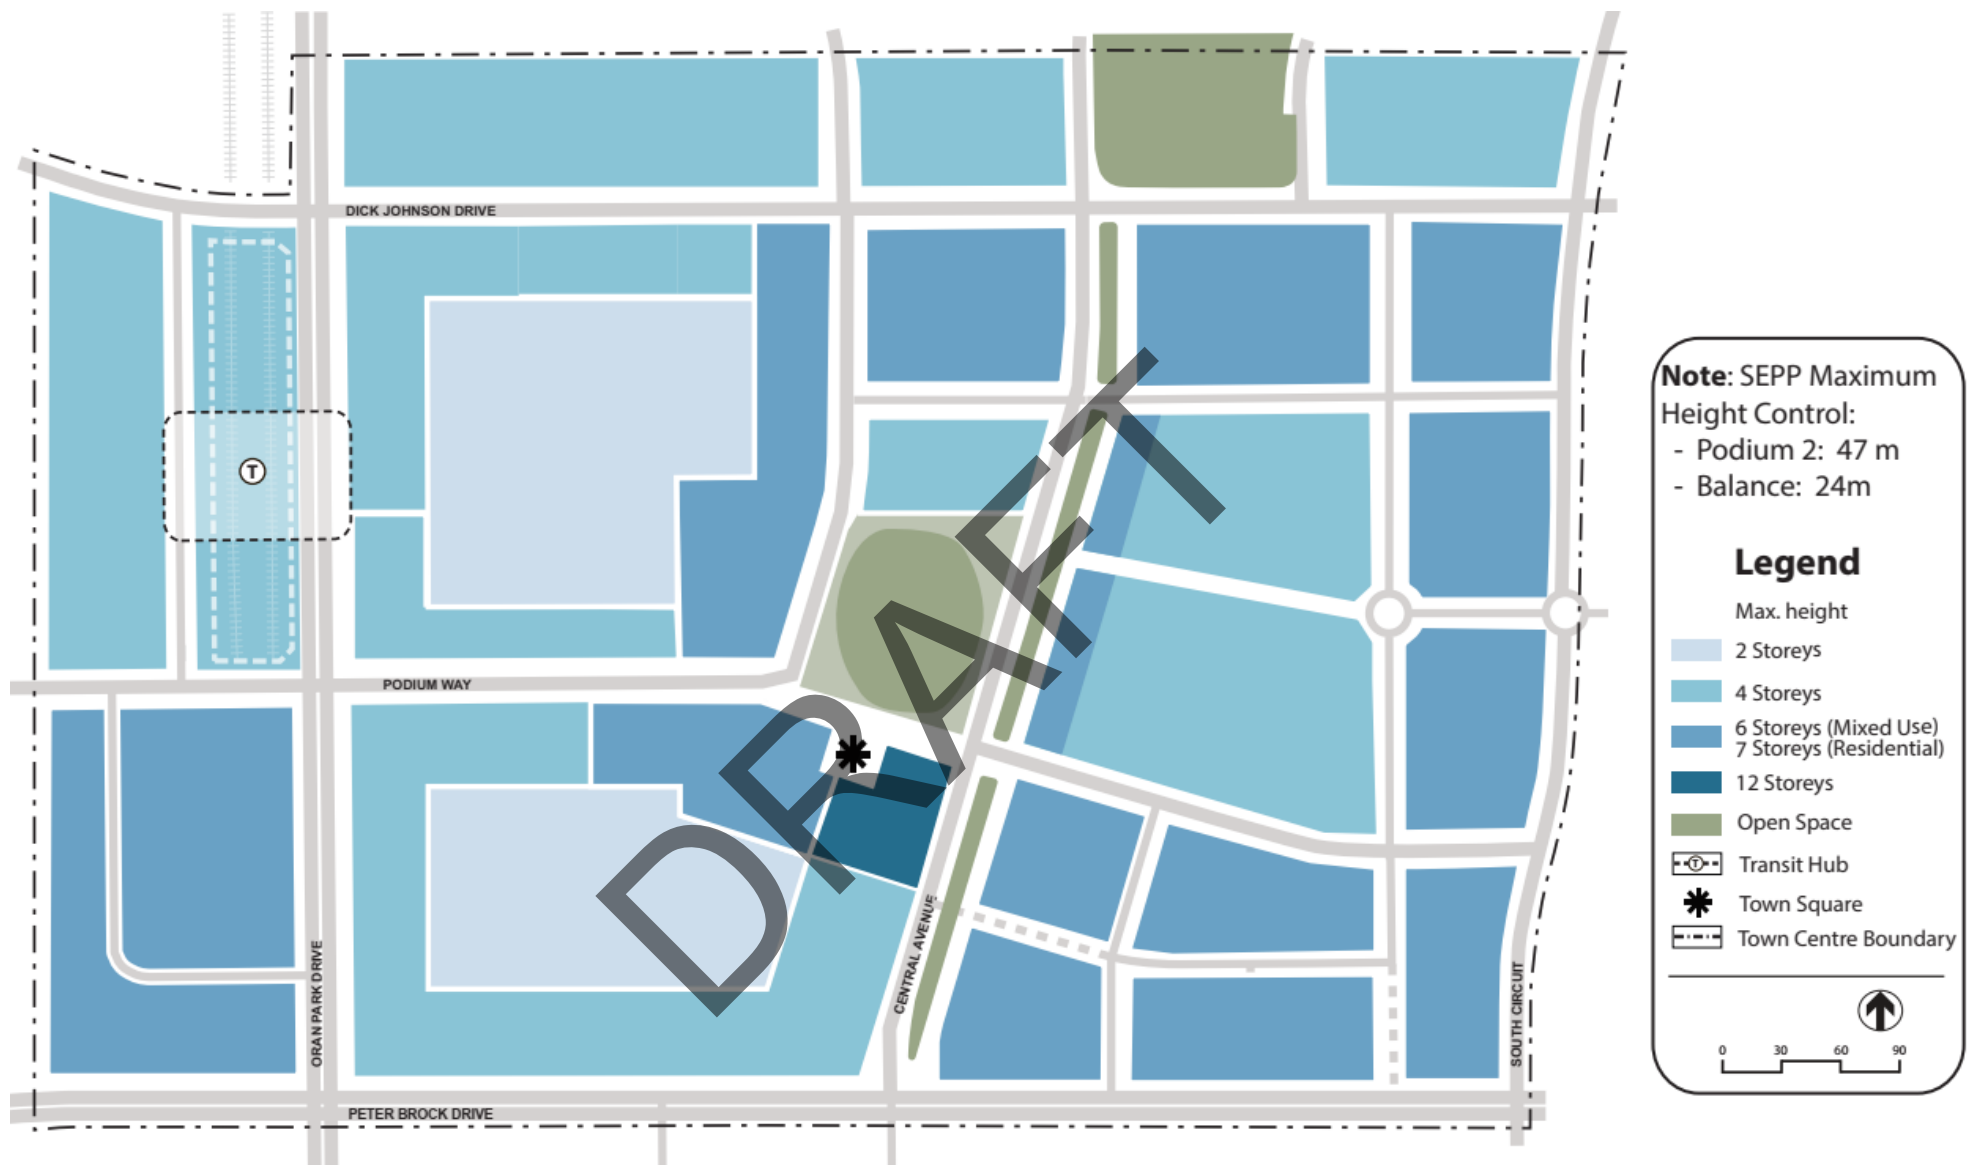 DICK JOHNSON DRIVE
T
PODIUM WAY
ORAN PARK DRIVE
CENTRAL AVENUE
SOUTH CIRCUIT
PETER BROCK DRIVE
DRAFT
Note: SEPP Maximum
Height Control:
- Podium 2: 47 m
- Balance: 24m
Legend
Max. height
2 Storeys
4 Storeys
6 Storeys (Mixed Use)
7 Storeys (Residential)
12 Storeys
Open Space
T Transit Hub
Town Square
Town Centre Boundary
0 30 60 90